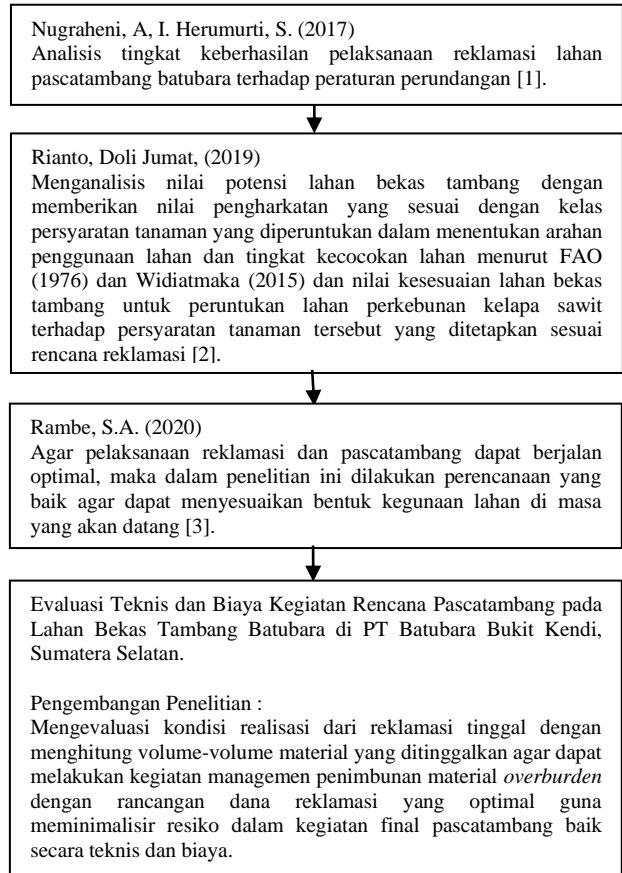 Nugraheni, A, I. Herumurti, S. (2017)
Analisis tingkat keberhasilan pelaksanaan reklamasi lahan
pascatambang batubara terhadap peraturan perundangan [1].
Rianto, Doli Jumat, (2019)
Menganalisis nilai potensi lahan bekas tambang dengan
memberikan nilai pengharkatan yang sesuai dengan kelas
persyaratan tanaman yang diperuntukan dalam menentukan arahan
penggunaan lahan dan tingkat kecocokan lahan menurut FAO
(1976) dan Widiatmaka (2015) dan nilai kesesuaian lahan bekas
tambang untuk peruntukan lahan perkebunan kelapa sawit
terhadap persyaratan tanaman tersebut yang ditetapkan sesuai
rencana reklamasi [2].
Rambe, S.A. (2020)
Agar pelaksanaan reklamasi dan pascatambang dapat berjalan
optimal, maka dalam penelitian ini dilakukan perencanaan yang
baik agar dapat menyesuaikan bentuk kegunaan lahan di masa
yang akan datang [3].
Evaluasi Teknis dan Biaya Kegiatan Rencana Pascatambang pada
Lahan Bekas Tambang Batubara di PT Batubara Bukit Kendi,
Sumatera Selatan.
Pengembangan Penelitian :
Mengevaluasi kondisi realisasi dari reklamasi tinggal dengan
menghitung volume-volume material yang ditinggalkan agar dapat
melakukan kegiatan managemen penimbunan material overburden
dengan rancangan dana reklamasi yang optimal guna
meminimalisir resiko dalam kegiatan final pascatambang baik
secara teknis dan biaya.